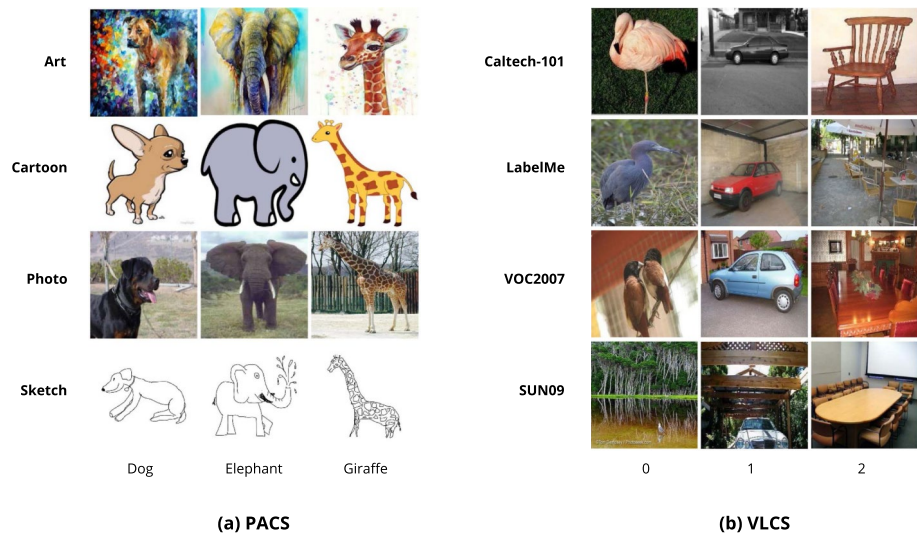 Art
Cartoon
Photo
Sketch
Dog Elephant Giraffe
(a) PACS
Caltech-101
LabelMe
VOC2007
SUN09
0 1 2
(b) VLCS